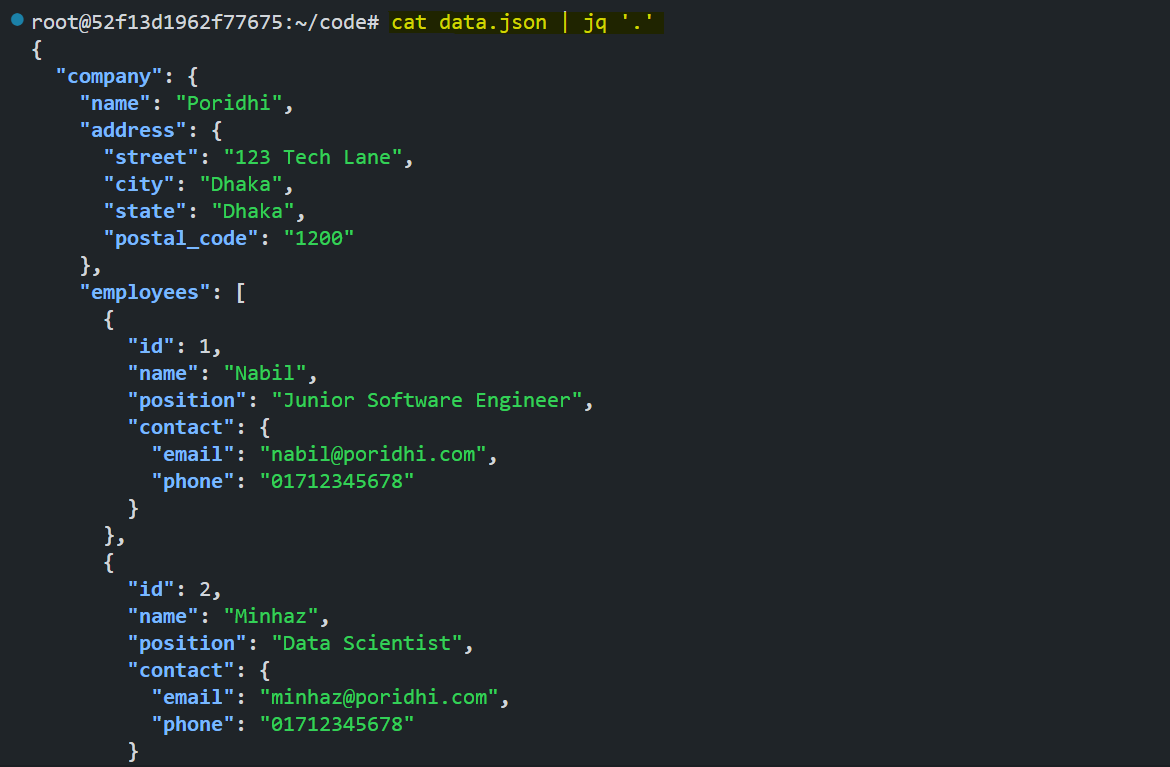 root@52f13d1962f77675:~/code# cat data.json | jq '.'
{
  "company": {
    "name": "Poridhi",
    "address": {
      "street": "123 Tech Lane",
      "city": "Dhaka",
      "state": "Dhaka",
      "postal_code": "1200"
    },
    "employees": [
      {
        "id": 1,
        "name": "Nabil",
        "position": "Junior Software Engineer",
        "contact": {
          "email": "nabil@poridhi.com",
          "phone": "01712345678"
        }
      },
      {
        "id": 2,
        "name": "Minhaz",
        "position": "Data Scientist",
        "contact": {
          "email": "minhaz@poridhi.com",
          "phone": "01712345678"
        }